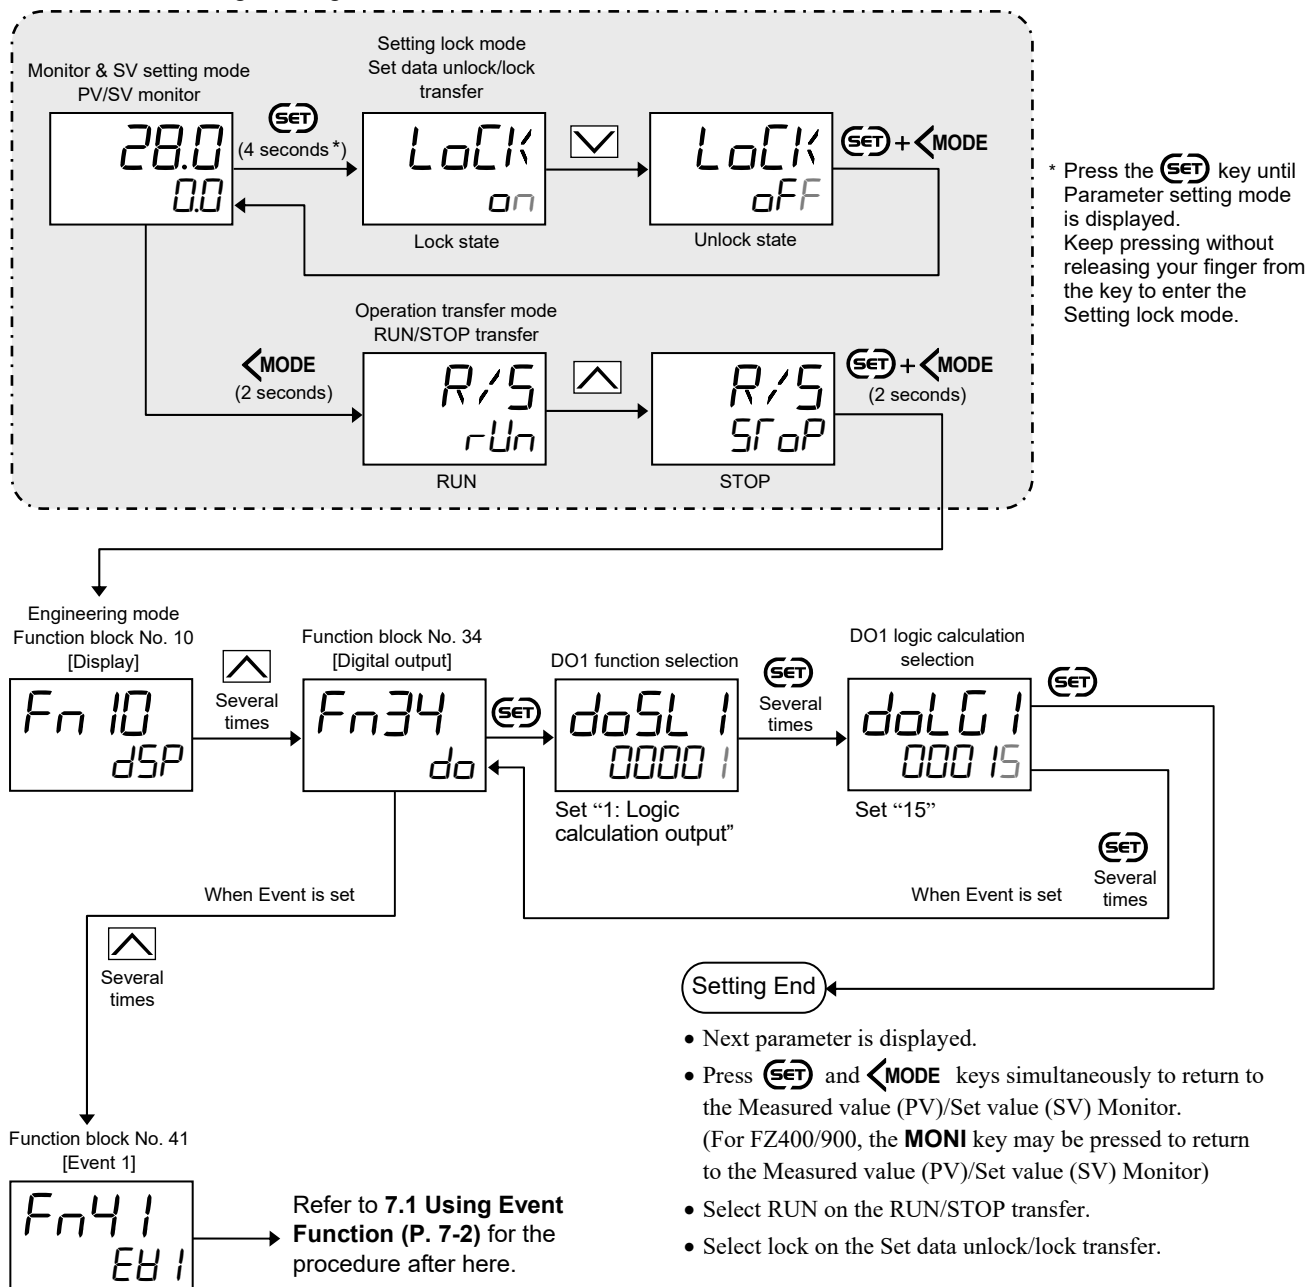 Monitor & SV setting mode
PV/SV monitor
28.0
0.0
SET
(4 seconds*)
Setting lock mode
Set data unlock/lock
transfer
LoCK
on
Lock state
LoCK
oFF
Unlock state
SET + <MODE
* Press the SET key until
Parameter setting mode
is displayed.
Keep pressing without
releasing your finger from
the key to enter the
Setting lock mode.
<MODE
(2 seconds)
Operation transfer mode
RUN/STOP transfer
R/S
rUn
RUN
R/S
SToP
STOP
SET + <MODE
(2 seconds)
Engineering mode
Function block No. 10
[Display]
Fn10
dSP
Several
times
Function block No. 34
[Digital output]
Fn34
do
SET
DO1 function selection
doSL1
00001
Set “1: Logic
calculation output”
SET
Several
times
DO1 logic calculation
selection
doLG1
00015
Set “15”
SET
SET
Several
times
When Event is set
When Event is set
Several
times
Setting End
• Next parameter is displayed.
• Press SET and <MODE keys simultaneously to return to
the Measured value (PV)/Set value (SV) Monitor.
(For FZ400/900, the MONI key may be pressed to return
to the Measured value (PV)/Set value (SV) Monitor)
• Select RUN on the RUN/STOP transfer.
• Select lock on the Set data unlock/lock transfer.
Function block No. 41
[Event 1]
Fn41
EV1
Refer to 7.1 Using Event
Function (P. 7-2) for the
procedure after here.